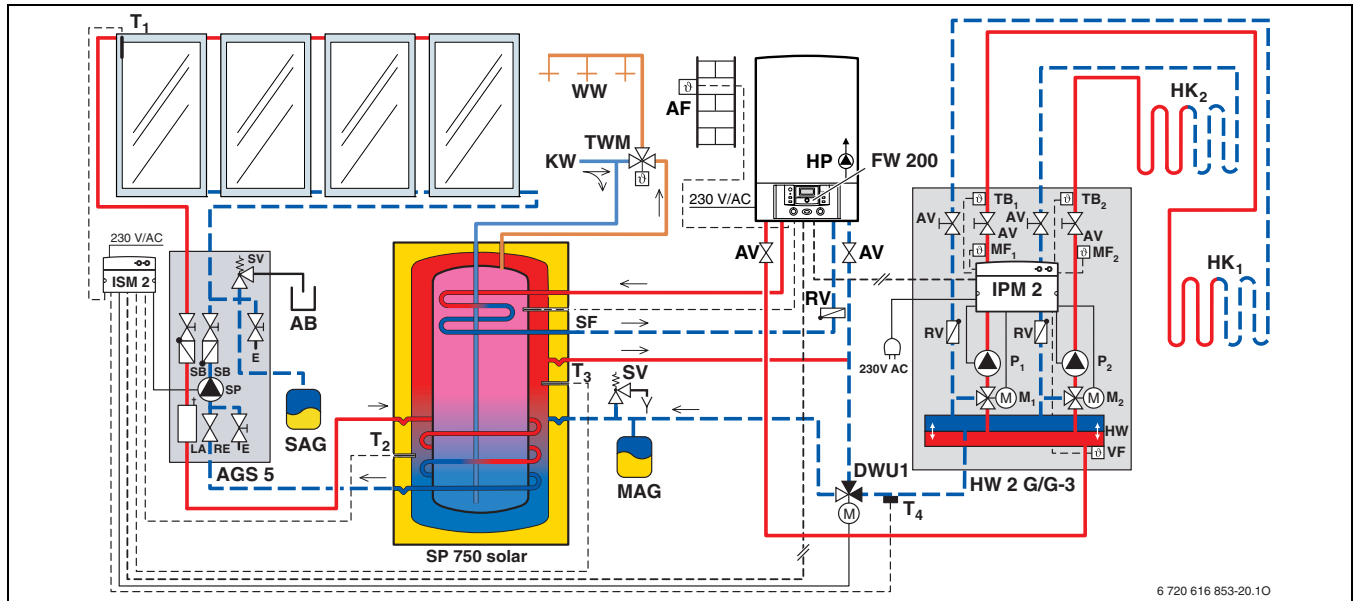 T1
WW
AF
KW
TWM
ϑ
ϑ
HP
FW 200
230 V/AC
230 V/AC
ISM 2
SV
AB
E
SB SB
SP
t
LA RE E
AGS 5
SAG
AV
AV
RV
SF
T3
T2
SV
MAG
DWU1
M
T4
SP 750 solar
HK2
HK1
TB1
TB2
ϑ
ϑ
AV
AV
AV
AV
ϑ MF1
ϑ MF2
IPM 2
RV
RV
230V AC
P1
P2
M M1
M M2
HW
ϑ VF
HW 2 G/G-3
6 720 616 853-20.1O